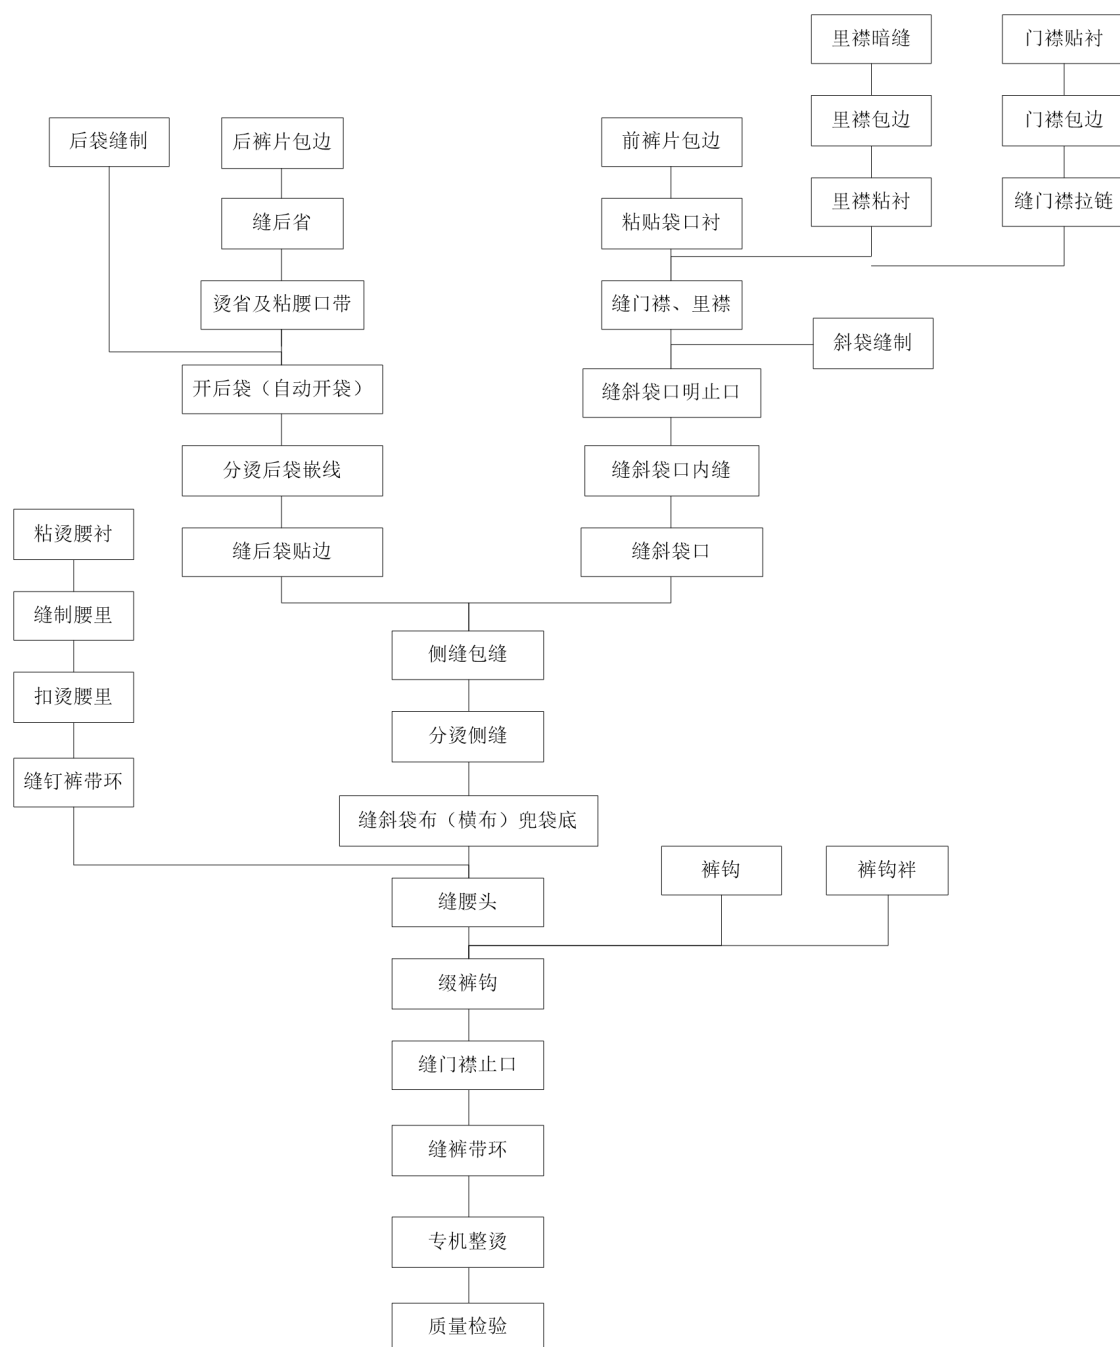 里襟暗缝
门襟贴衬
里襟包边
门襟包边
后袋缝制
后裤片包边
前裤片包边
里襟粘衬
缝门襟拉链
缝后省
粘贴袋口衬
烫省及粘腰口带
缝门襟、里襟
斜袋缝制
开后袋（自动开袋）
缝斜袋口明止口
分烫后袋嵌线
缝斜袋口内缝
粘烫腰衬
缝后袋贴边
缝斜袋口
缝制腰里
侧缝包缝
扣烫腰里
分烫侧缝
缝钉裤带环
缝斜袋布（横布）兜袋底
裤钩
裤钩袢
缝腰头
缀裤钩
缝门襟止口
缝裤带环
专机整烫
质量检验